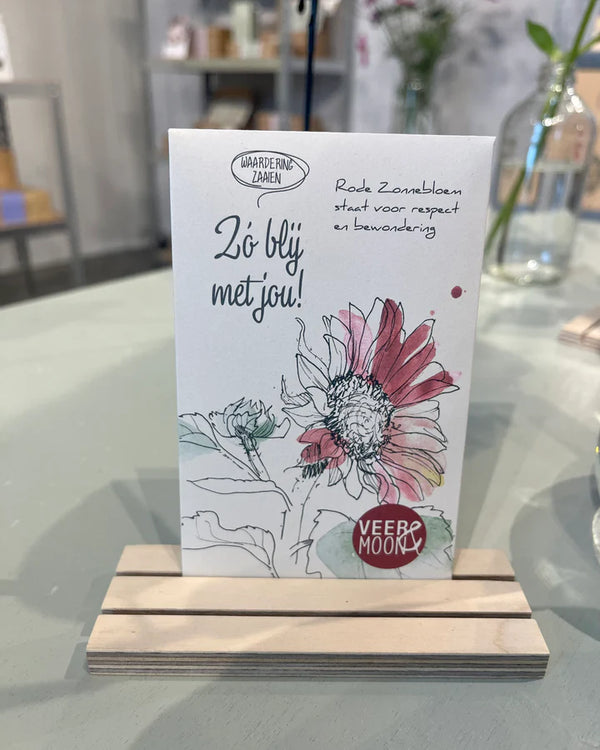 WAARDERING
ZAAIEN
Rode Zonnebloem
staat voor respect
en bewondering
Zó blij
met jou!
VEER&
MOON